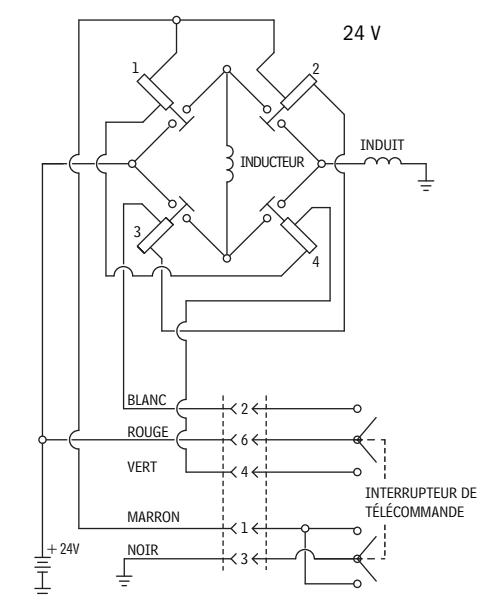 24 V
1
2
INDUIT
INDUCTEUR
3
4
BLANC
2
ROUGE
6
VERT
4
INTERRUPTEUR DE
TÉLÉCOMMANDE
MARRON
1
+ 24V
NOIR
3